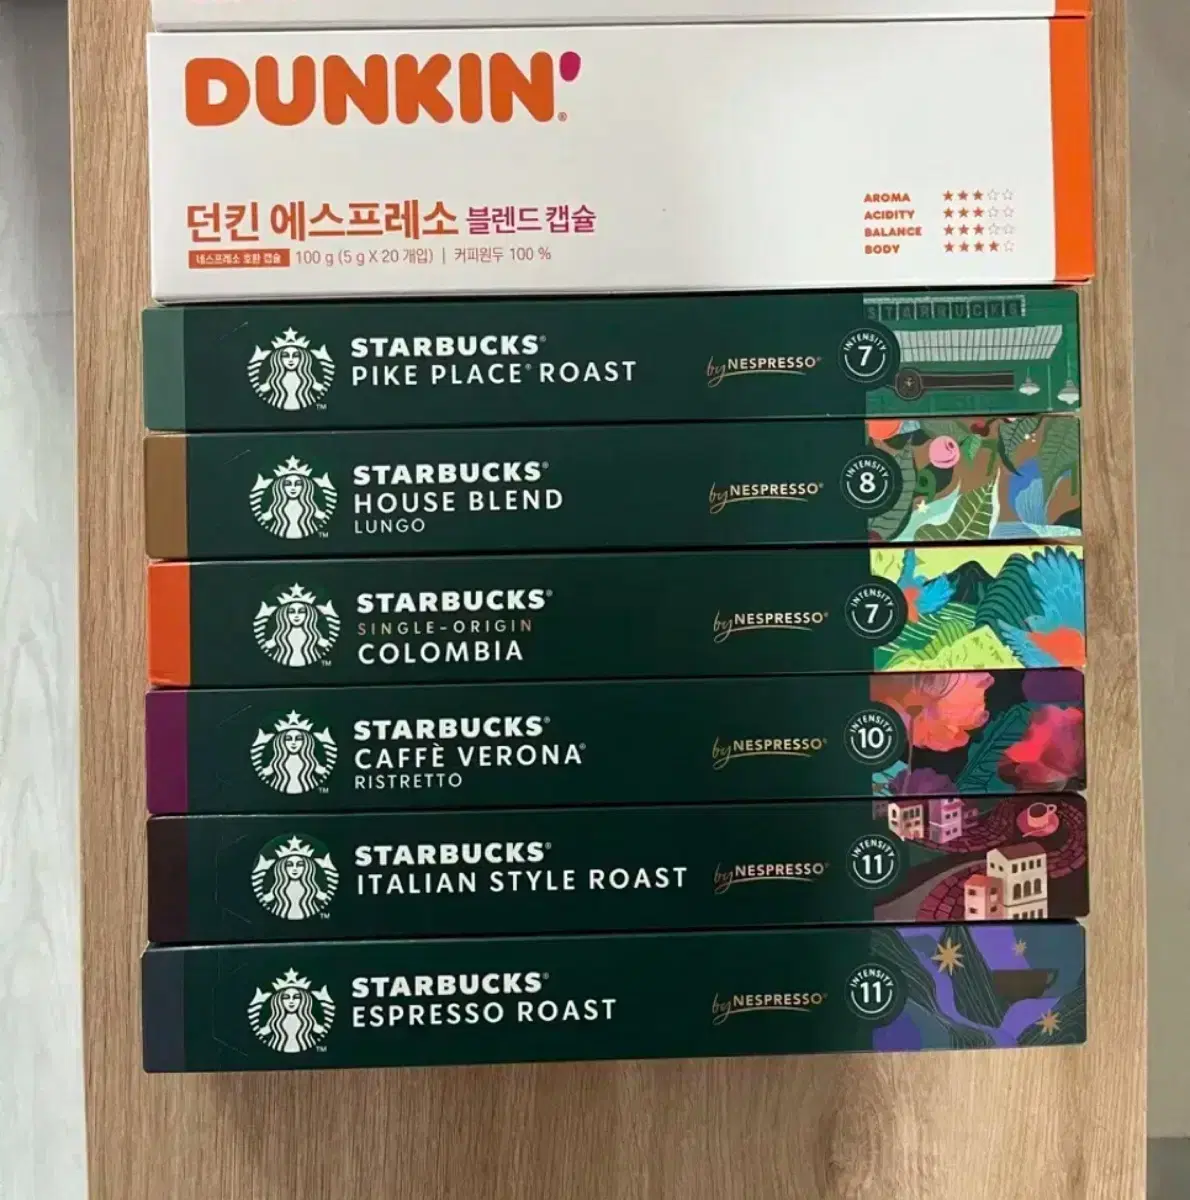 DUNKIN'
던킨 에스프레소 블렌드 캡슐
네스프레소 호환 캡슐 100 g (5 g X 20 개입) | 커피원두 100 %
AROMA ★★★☆☆
ACIDITY ★★★☆☆
BALANCE ★★★☆☆
BODY ★★★★☆
STARBUCKS®
PIKE PLACE® ROAST
by NESPRESSO®
INTENSITY
7
STARBUCKS
STARBUCKS®
HOUSE BLEND
LUNGO
by NESPRESSO®
INTENSITY
8
STARBUCKS®
SINGLE-ORIGIN
COLOMBIA
by NESPRESSO®
INTENSITY
7
STARBUCKS®
CAFFÈ VERONA®
RISTRETTO
by NESPRESSO®
INTENSITY
10
STARBUCKS®
ITALIAN STYLE ROAST
by NESPRESSO®
INTENSITY
11
STARBUCKS®
ESPRESSO ROAST
by NESPRESSO®
INTENSITY
11